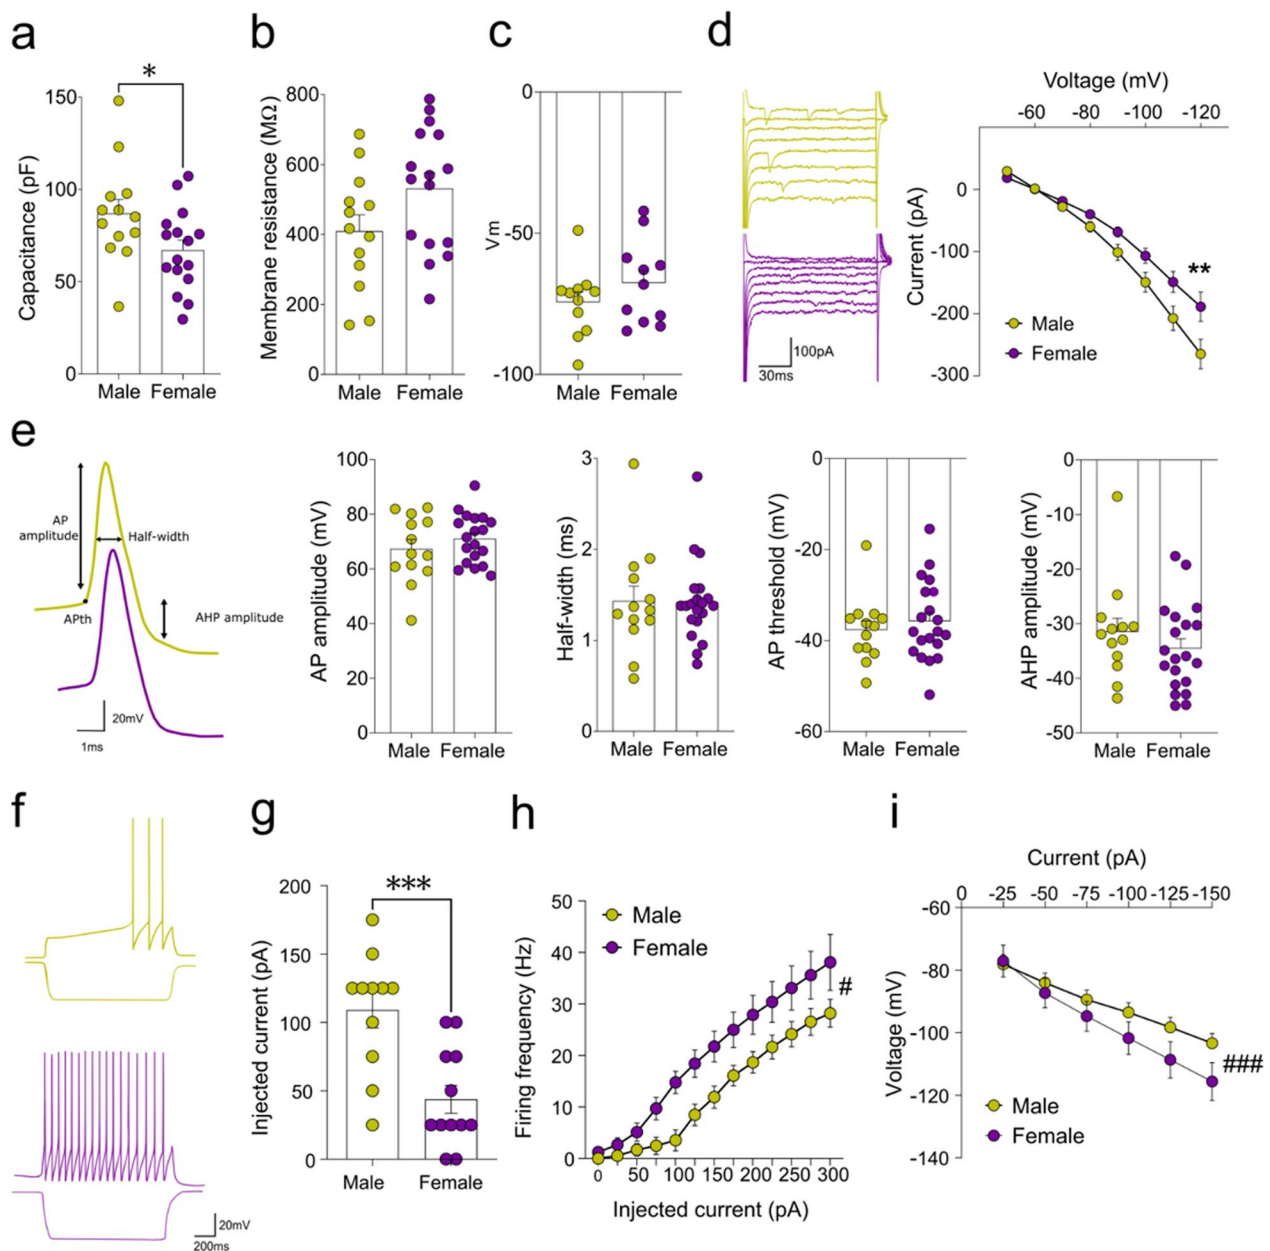 a
*
150
100
50
0
Capacitance (pF)
Male Female
b
800
600
400
200
0
Membrane resistance (MΩ)
Male Female
c
0
-50
-100
Vm
Male Female
d
100pA
30ms
Voltage (mV)
-60 -80 -100 -120
0
-100
-200
-300
Current (pA)
**
Male
Female
e
AP
amplitude
Half-width
APth
AHP amplitude
20mV
1ms
100
80
60
40
20
0
AP amplitude (mV)
Male Female
3
2
1
0
Half-width (ms)
Male Female
0
-20
-40
-60
AP threshold (mV)
Male Female
0
-10
-20
-30
-40
-50
AHP amplitude (mV)
Male Female
f
20mV
200ms
g
***
200
150
100
50
0
Injected current (pA)
Male Female
h
50
40
30
20
10
0
Firing frequency (Hz)
Male
Female
#
0 50 100 150 200 250 300
Injected current (pA)
i
Current (pA)
0 -25 -50 -75 -100 -125 -150
-60
-80
-100
-120
-140
Voltage (mV)
###
Male
Female